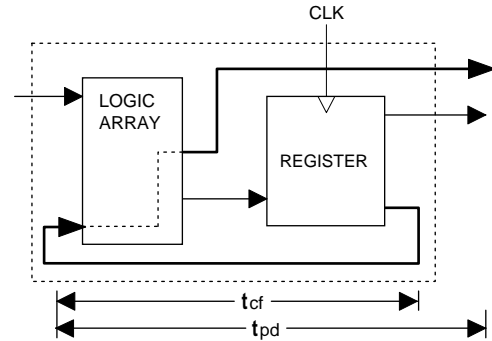 CLK
LOGIC
ARRAY
REGISTER
tcf
tpd